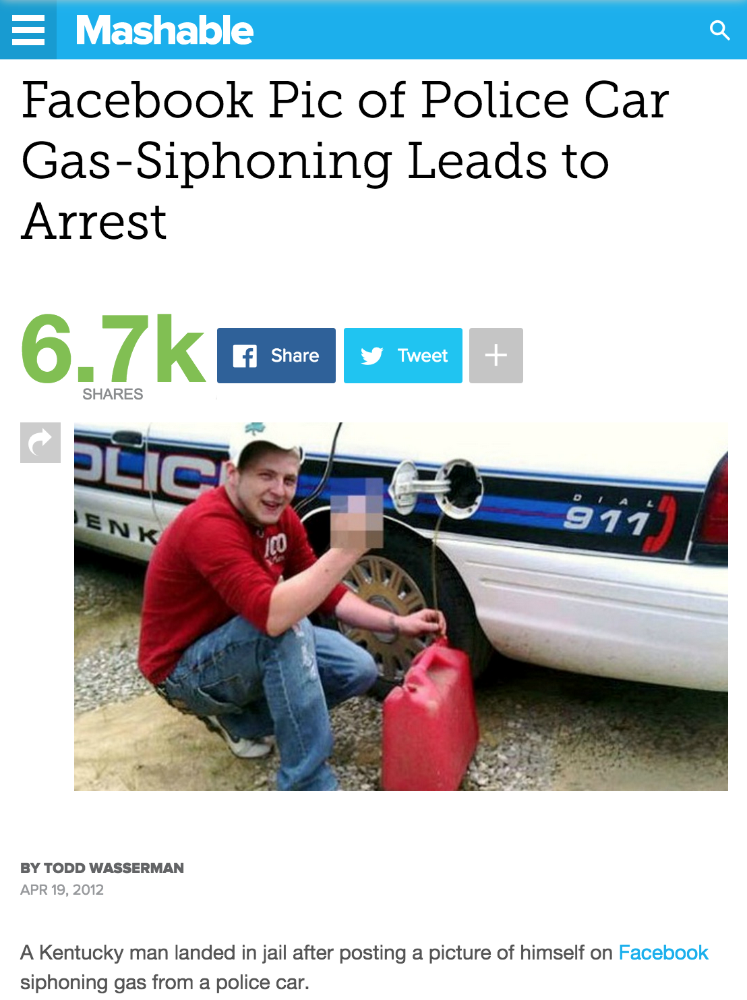 Mashable
Facebook Pic of Police Car
Gas-Siphoning Leads to
Arrest
6.7k
SHARES
Share
Tweet
OLIC
ENK
DIAL
911
BY TODD WASSERMAN
APR 19, 2012
A Kentucky man landed in jail after posting a picture of himself on Facebook
siphoning gas from a police car.